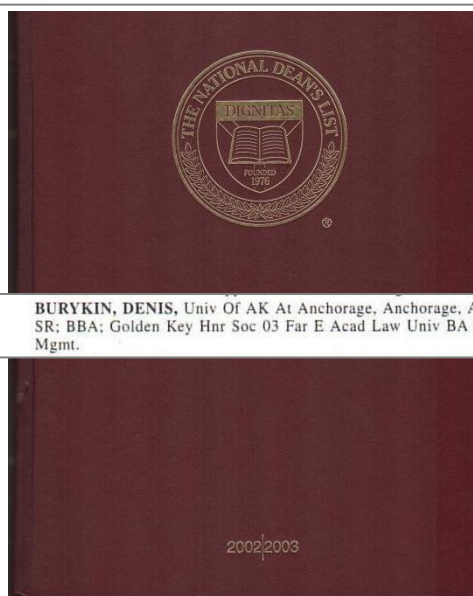 THE NATIONAL DEAN'S LIST
DIGNITAS
FOUNDED
1976
®
BURYKIN, DENIS, Univ Of AK At Anchorage, Anchorage, A
SR; BBA; Golden Key Hnr Soc 03 Far E Acad Law Univ BA
Mgmt.
2002|2003